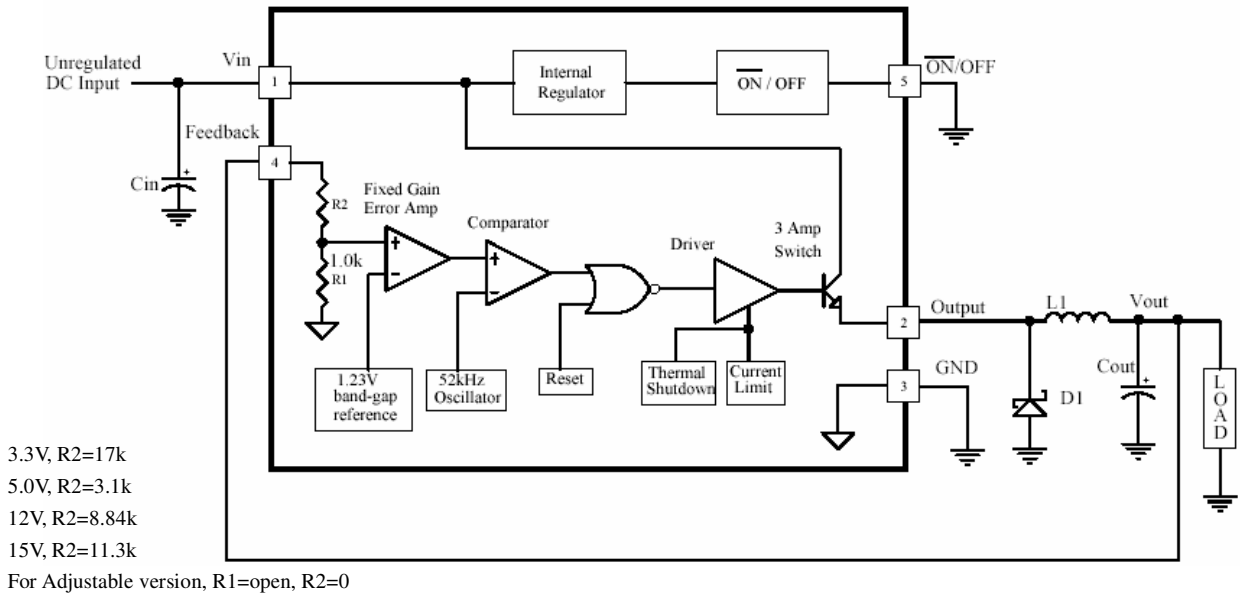 Unregulated
DC Input
Vin
1
Internal
Regulator
ON / OFF
5
ON/OFF
Feedback
4
Cin
+
R2
Fixed Gain
Error Amp
Comparator
Driver
3 Amp
Switch
1.0k
R1
+
−
+
−
Output
2
L1
Vout
1.23V
band-gap
reference
52kHz
Oscillator
Reset
Thermal
Shutdown
Current
Limit
GND
3
D1
Cout
+
LOAD
3.3V, R2=17k
5.0V, R2=3.1k
12V, R2=8.84k
15V, R2=11.3k
For Adjustable version, R1=open, R2=0